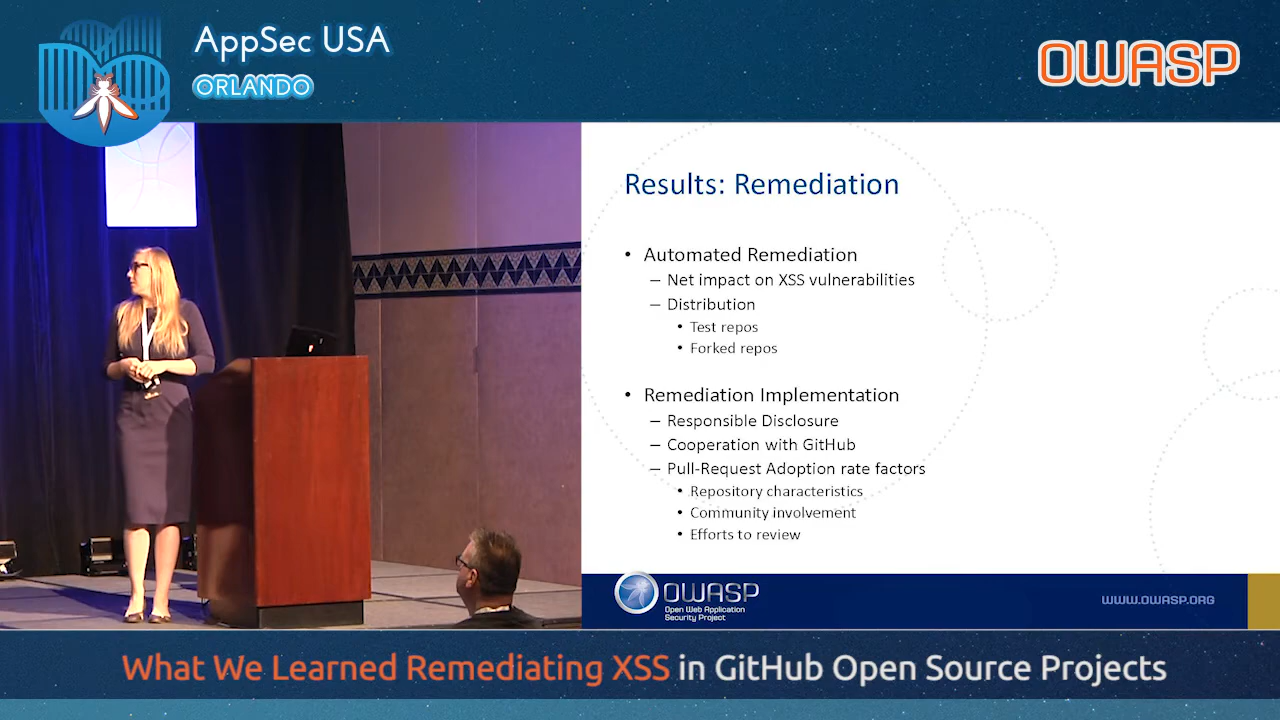 AppSec USA
ORLANDO
OWASP
Results: Remediation
• Automated Remediation
– Net impact on XSS vulnerabilities
– Distribution
• Test repos
• Forked repos
• Remediation Implementation
– Responsible Disclosure
– Cooperation with GitHub
– Pull-Request Adoption rate factors
• Repository characteristics
• Community involvement
• Efforts to review
OWASP
Open Web Application
Security Project
WWW.OWASP.ORG
What We Learned Remediating XSS in GitHub Open Source Projects